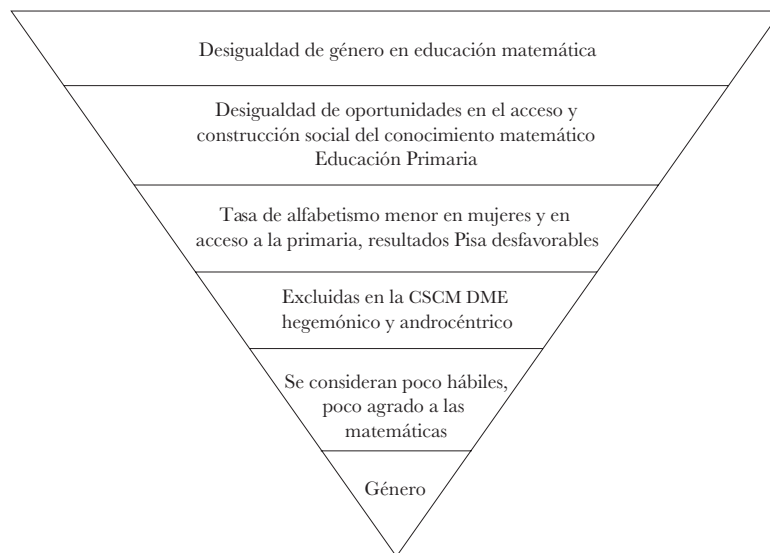 Desigualdad de género en educación matemática
Desigualdad de oportunidades en el acceso y
construcción social del conocimiento matemático
Educación Primaria
Tasa de alfabetismo menor en mujeres y en
acceso a la primaria, resultados Pisa desfavorables
Excluidas en la CSCM DME
hegemónico y androcéntrico
Se consideran poco hábiles,
poco agrado a las
matemáticas
Género